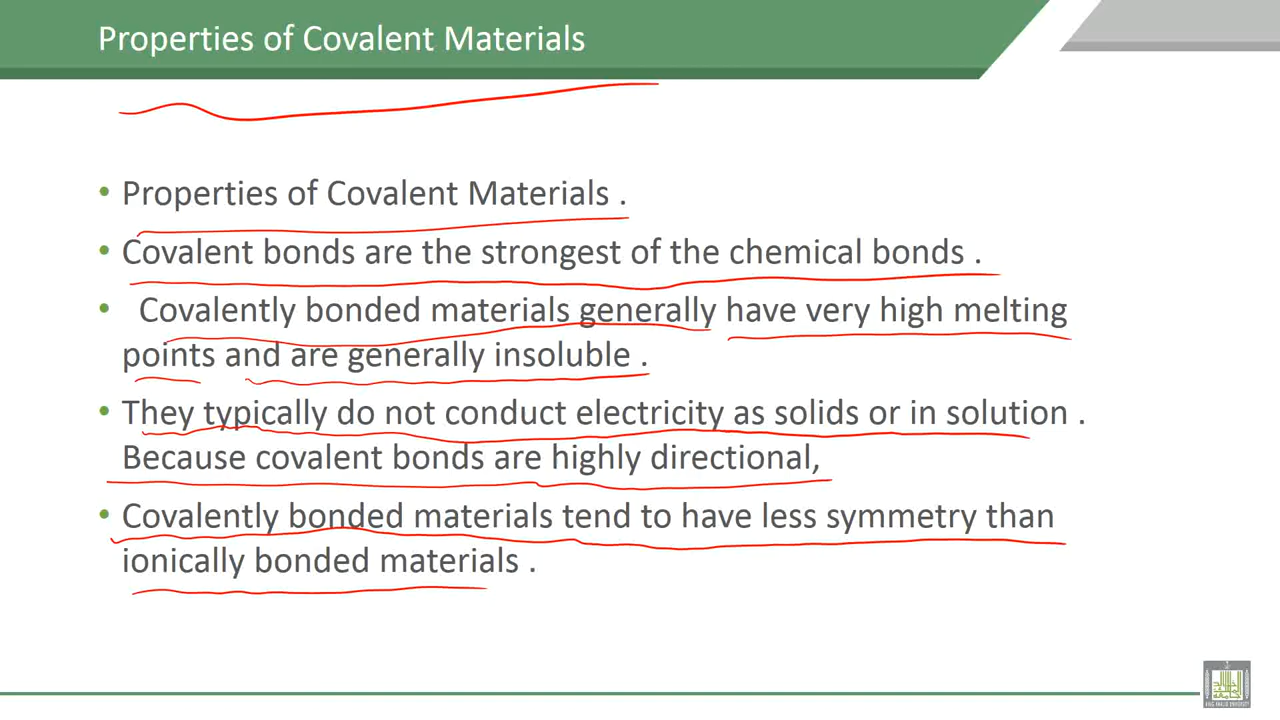 Properties of Covalent Materials
• Properties of Covalent Materials .
• Covalent bonds are the strongest of the chemical bonds .
• Covalently bonded materials generally have very high melting
points and are generally insoluble .
• They typically do not conduct electricity as solids or in solution .
Because covalent bonds are highly directional,
• Covalently bonded materials tend to have less symmetry than
ionically bonded materials .
KING KHALID UNIVERSITY